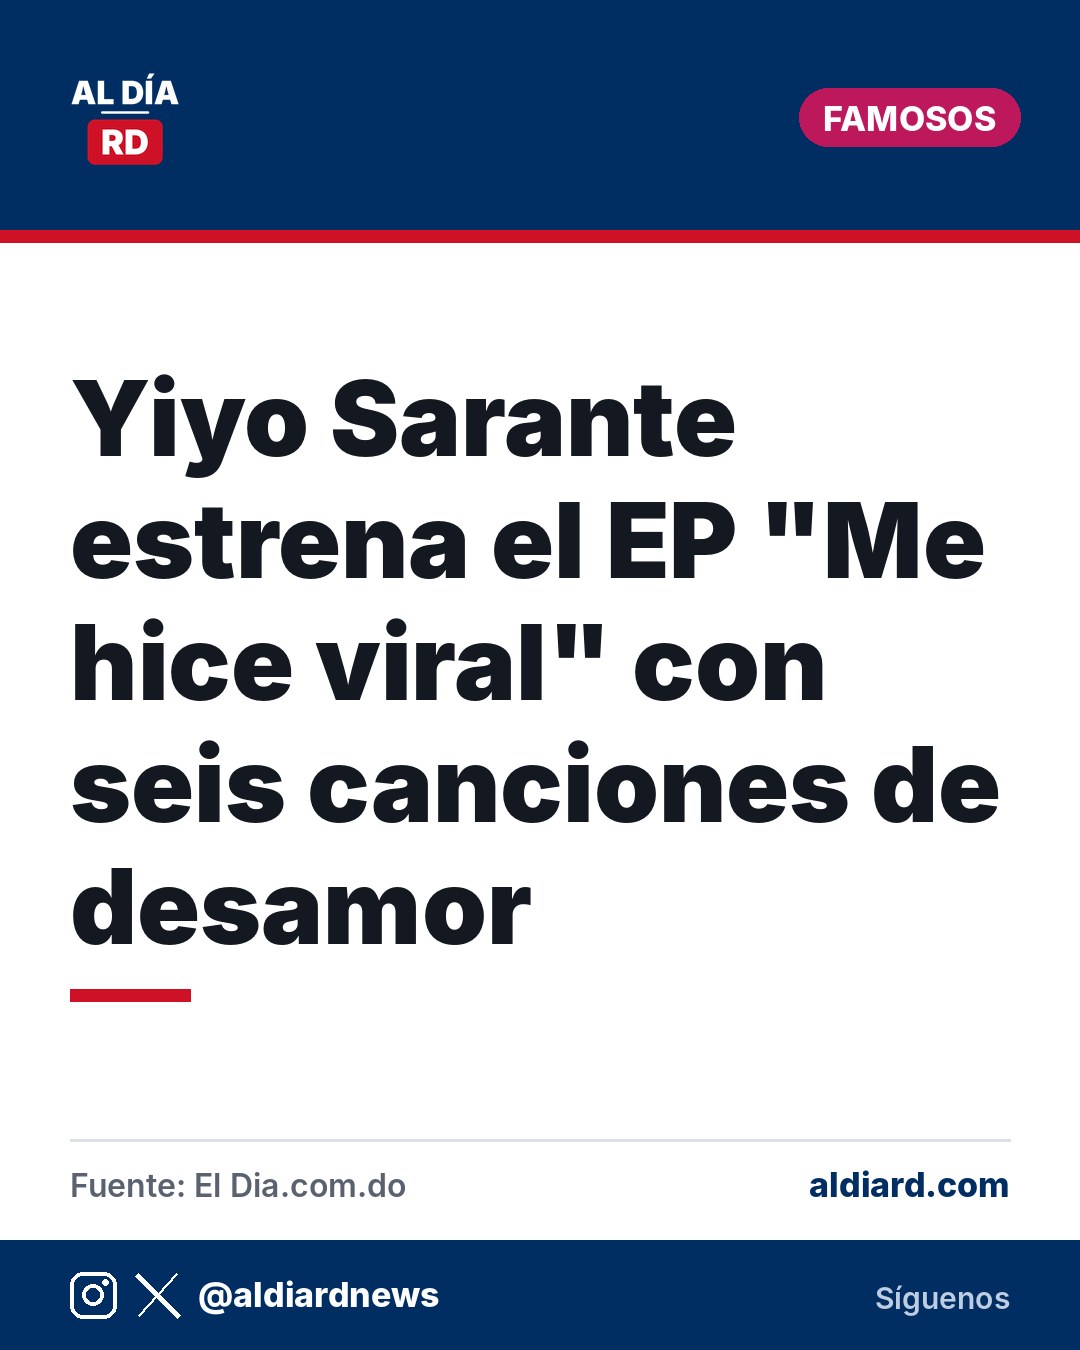 AL DÍA
RD
FAMOSOS
Yiyo Sarante
estrena el EP "Me
hice viral" con
seis canciones de
desamor
Fuente: El Dia.com.do
aldiard.com
@aldiardnews
Síguenos